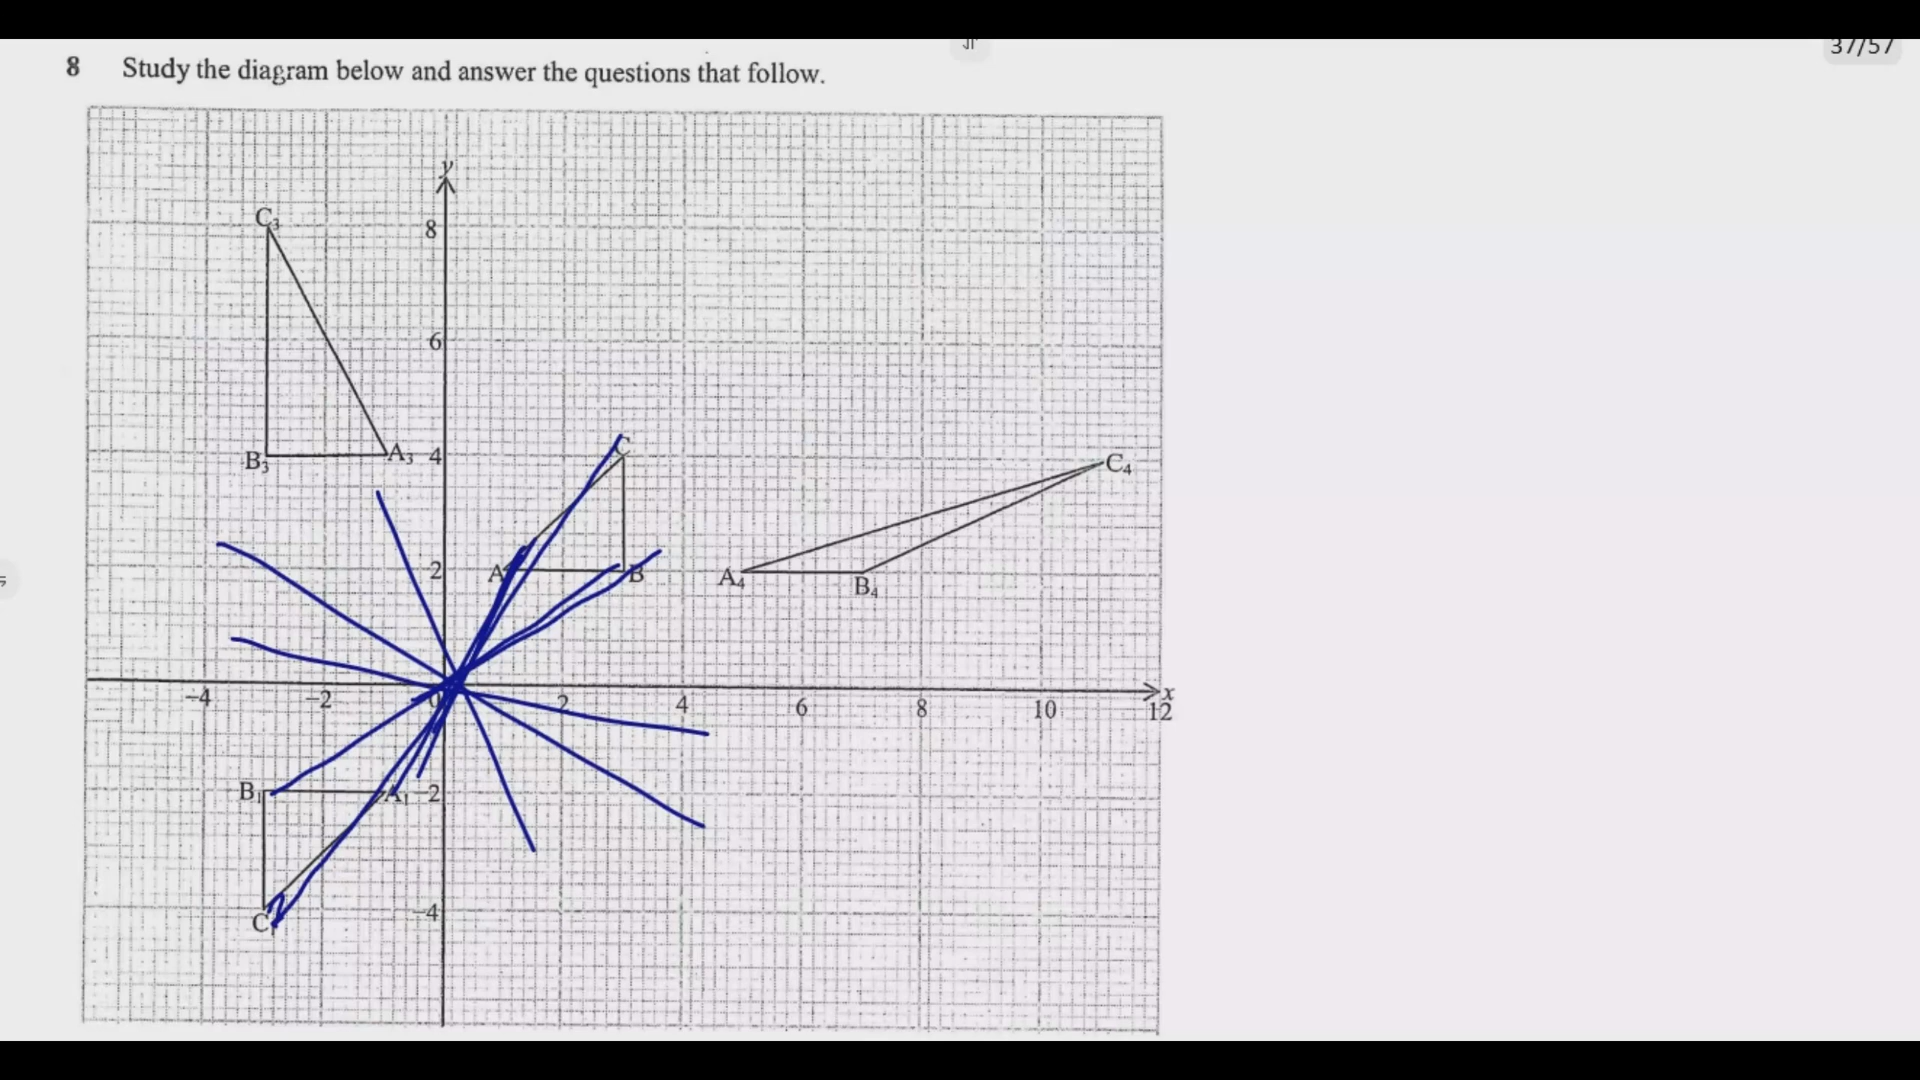 37/57
8 Study the diagram below and answer the questions that follow.
y
C₃
8
6
B₃ A₃ 4
C
C₄
2 A B A₄ B₄
−4 −2 0 2 4 6 8 10 12 x
B₁ A₁ −2
−4
C₁